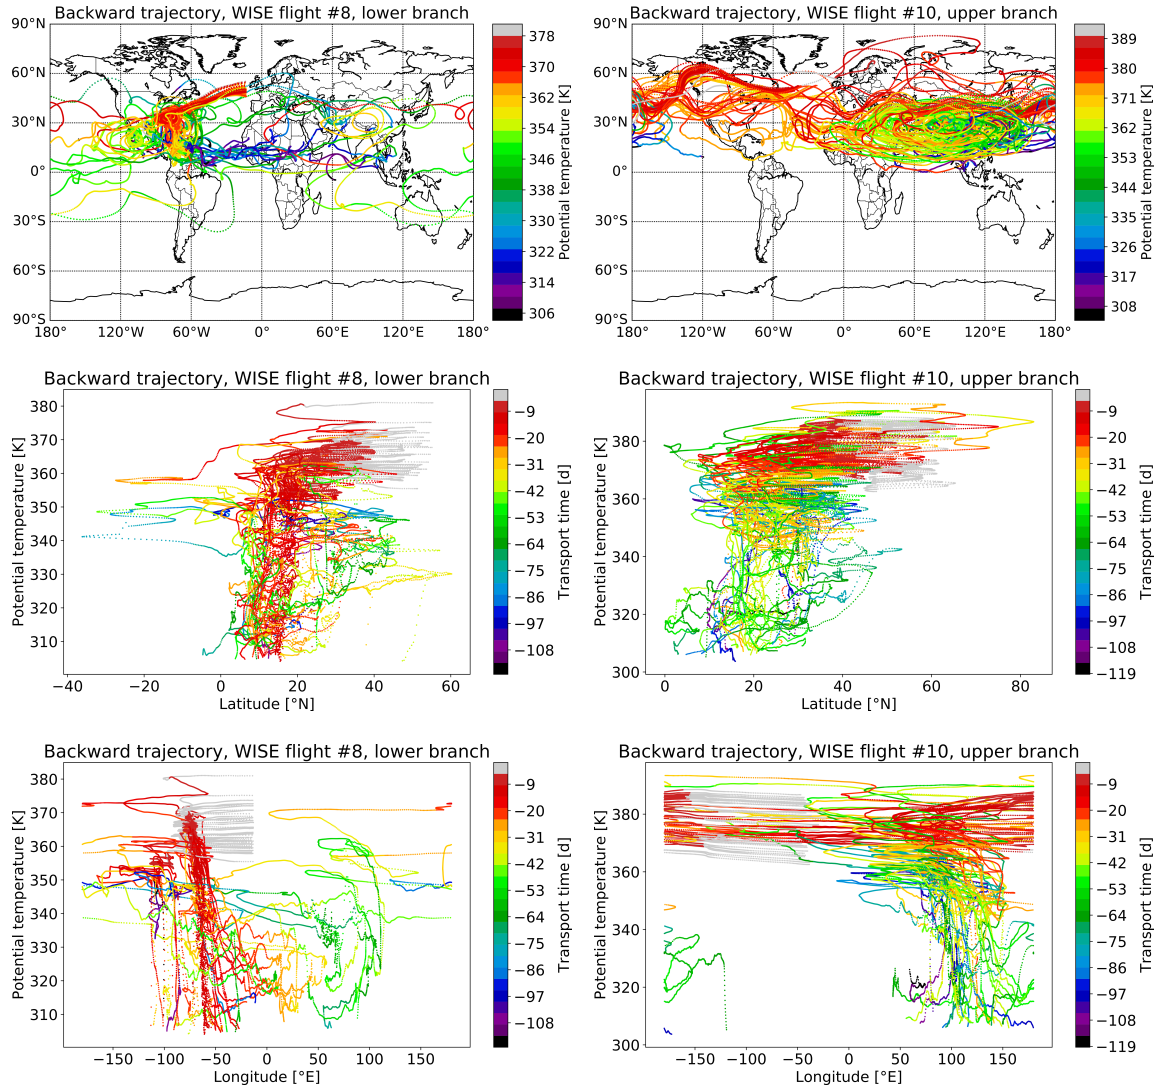 Backward trajectory, WISE flight #8, lower branch
90°N
60°N
30°N
0°
30°S
60°S
90°S
180° 120°W 60°W 0° 60°E 120°E 180°
378
370
362
354
346
338
330
322
314
306
Potential temperature [K]
Backward trajectory, WISE flight #10, upper branch
90°N
60°N
30°N
0°
30°S
60°S
90°S
180° 120°W 60°W 0° 60°E 120°E 180°
389
380
371
362
353
344
335
326
317
308
Potential temperature [K]
Backward trajectory, WISE flight #8, lower branch
Potential temperature [K]
380
370
360
350
340
330
320
310
−40 −20 0 20 40 60
Latitude [°N]
−9
−20
−31
−42
−53
−64
−75
−86
−97
−108
Transport time [d]
Backward trajectory, WISE flight #10, upper branch
Potential temperature [K]
380
360
340
320
300
0 20 40 60 80
Latitude [°N]
−9
−20
−31
−42
−53
−64
−75
−86
−97
−108
−119
Transport time [d]
Backward trajectory, WISE flight #8, lower branch
Potential temperature [K]
380
370
360
350
340
330
320
310
−150 −100 −50 0 50 100 150
Longitude [°E]
−9
−20
−31
−42
−53
−64
−75
−86
−97
−108
Transport time [d]
Backward trajectory, WISE flight #10, upper branch
Potential temperature [K]
380
360
340
320
300
−150 −100 −50 0 50 100 150
Longitude [°E]
−9
−20
−31
−42
−53
−64
−75
−86
−97
−108
−119
Transport time [d]